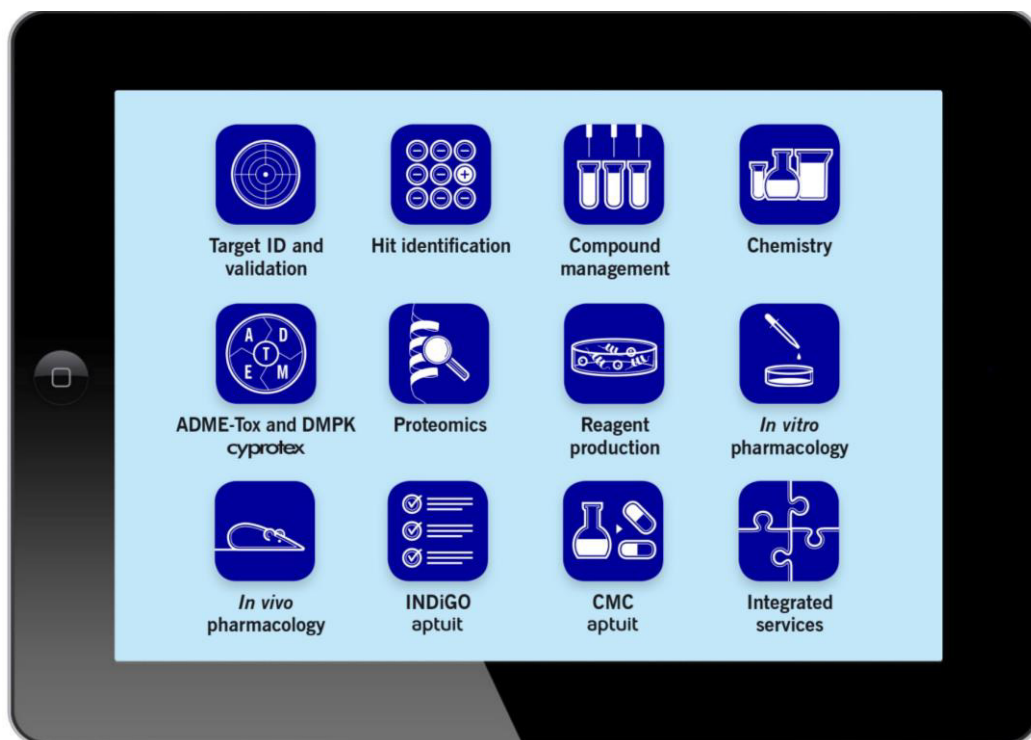 Target ID and
validation
Hit identification
Compound
management
Chemistry
A D
T
E M
ADME-Tox and DMPK
cyprotex
Proteomics
Reagent
production
In vitro
pharmacology
In vivo
pharmacology
INDiGO
aptuit
CMC
aptuit
Integrated
services